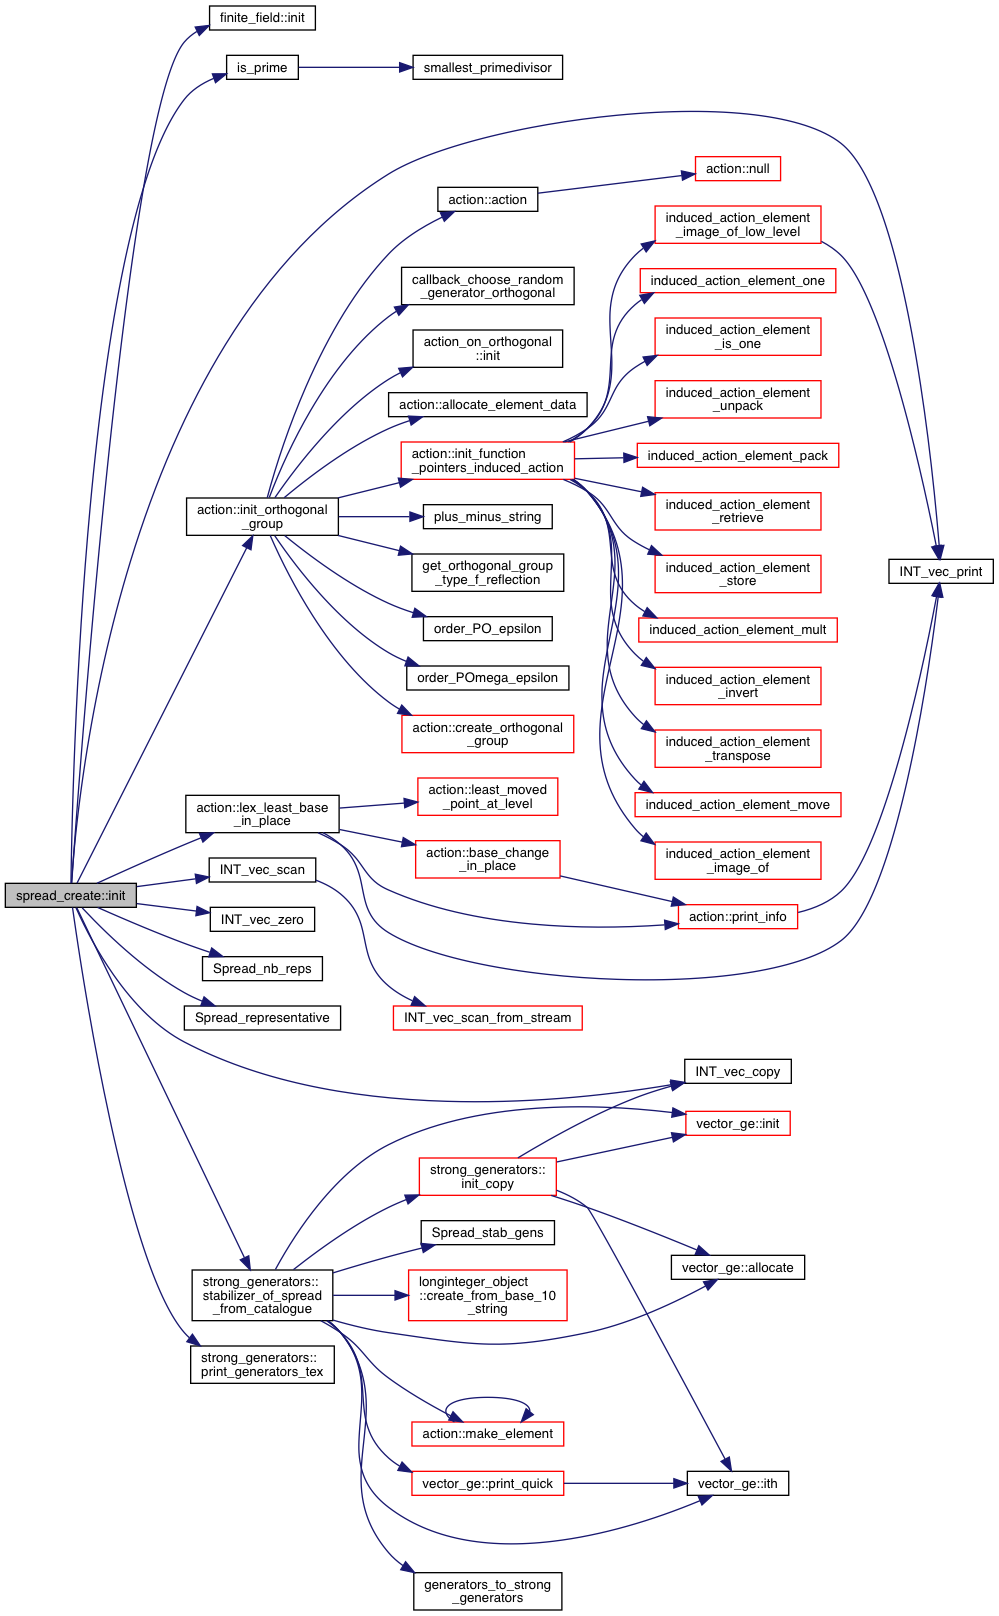 finite_field::init
is_prime
smallest_primedivisor
action::null
action::action
induced_action_element
_image_of_low_level
callback_choose_random
_generator_orthogonal
induced_action_element_one
action_on_orthogonal
::init
induced_action_element
_is_one
action::allocate_element_data
induced_action_element
_unpack
action::init_function
_pointers_induced_action
induced_action_element_pack
action::init_orthogonal
_group
plus_minus_string
induced_action_element
_retrieve
get_orthogonal_group
_type_f_reflection
induced_action_element
_store
INT_vec_print
order_PO_epsilon
induced_action_element_mult
order_POmega_epsilon
induced_action_element
_invert
action::create_orthogonal
_group
induced_action_element
_transpose
action::lex_least_base
_in_place
action::least_moved
_point_at_level
induced_action_element_move
action::base_change
_in_place
induced_action_element
_image_of
INT_vec_scan
spread_create::init
INT_vec_zero
action::print_info
Spread_nb_reps
Spread_representative
INT_vec_scan_from_stream
INT_vec_copy
vector_ge::init
strong_generators::
init_copy
Spread_stab_gens
vector_ge::allocate
strong_generators::
stabilizer_of_spread
_from_catalogue
longinteger_object
::create_from_base_10
_string
strong_generators::
print_generators_tex
action::make_element
vector_ge::print_quick
vector_ge::ith
generators_to_strong
_generators